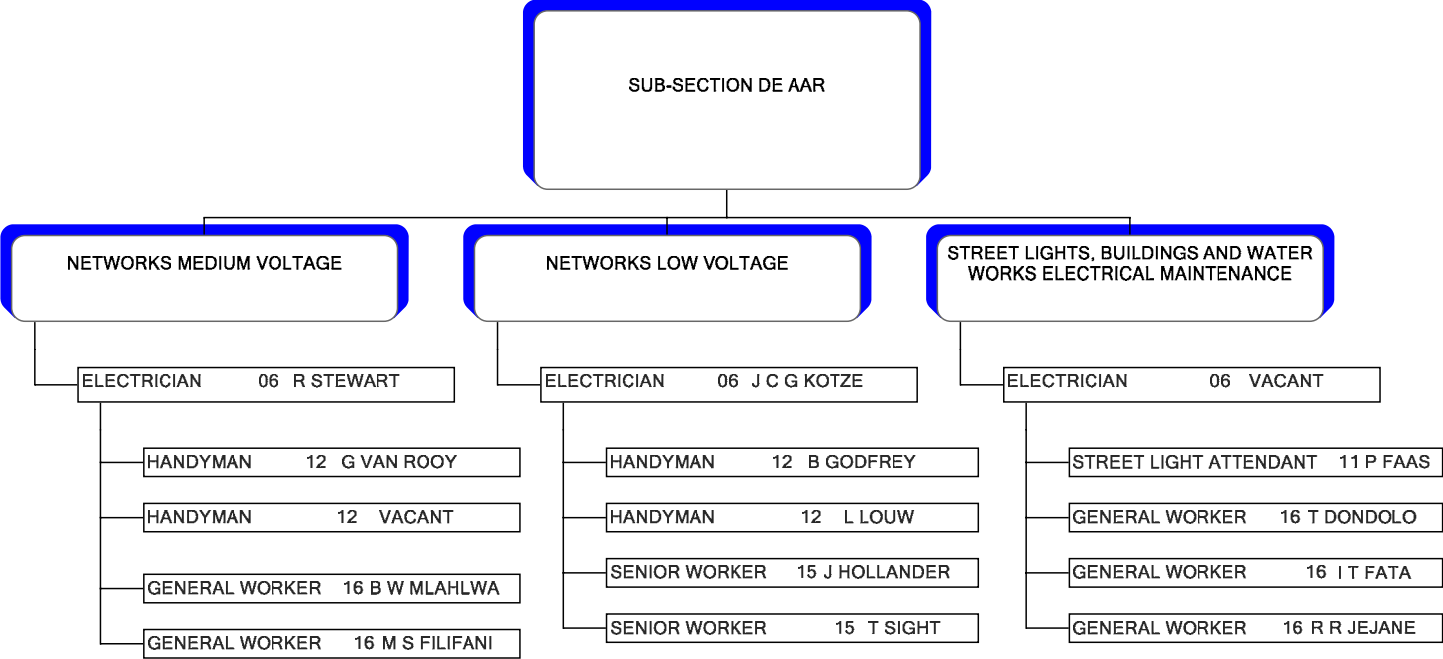 SUB-SECTION DE AAR
NETWORKS MEDIUM VOLTAGE
ELECTRICIAN 06 R STEWART
HANDYMAN 12 G VAN ROOY
HANDYMAN 12 VACANT
GENERAL WORKER 16 B W MLAHLWA
GENERAL WORKER 16 M S FILIFANI
NETWORKS LOW VOLTAGE
ELECTRICIAN 06 J C G KOTZE
HANDYMAN 12 B GODFREY
HANDYMAN 12 L LOUW
SENIOR WORKER 15 J HOLLANDER
SENIOR WORKER 15 T SIGHT
STREET LIGHTS, BUILDINGS AND WATER
WORKS ELECTRICAL MAINTENANCE
ELECTRICIAN 06 VACANT
STREET LIGHT ATTENDANT 11 P FAAS
GENERAL WORKER 16 T DONDOLO
GENERAL WORKER 16 I T FATA
GENERAL WORKER 16 R R JEJANE